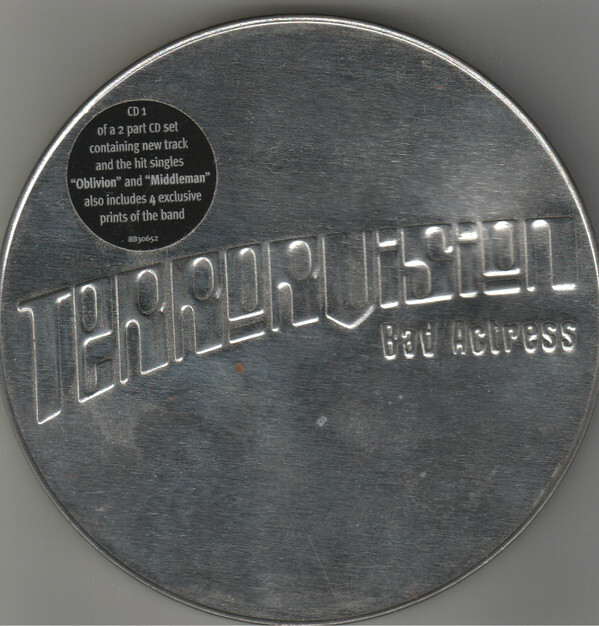 CD 1
of a 2 part CD set
containing new track
and the hit singles
"Oblivion" and "Middleman"
also includes 4 exclusive
prints of the band
8830652
TeRRoRVision
Bad Actress